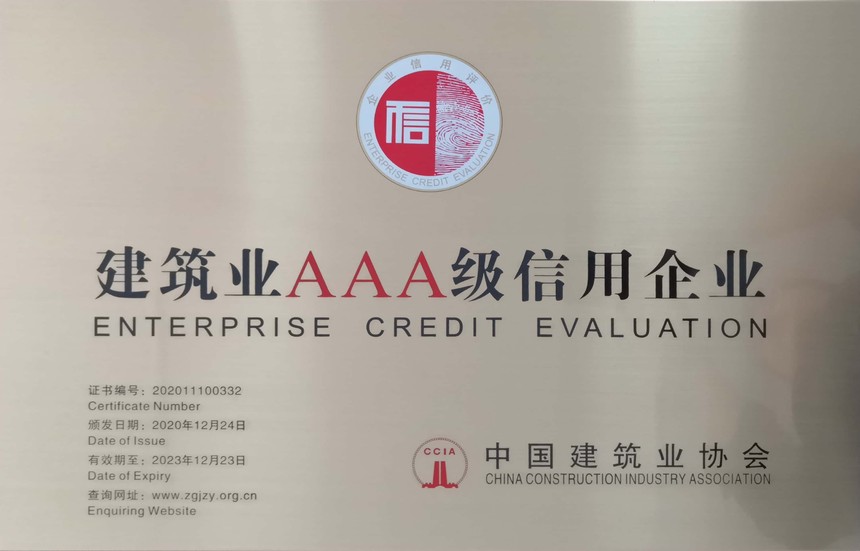 企业信用评价
信
ENTERPRISE CREDIT EVALUATION
建筑业AAA级信用企业
ENTERPRISE CREDIT EVALUATION
证书编号：202011100332
Certificate Number
颁发日期：2020年12月24日
Date of Issue
有效期至：2023年12月23日
Date of Expiry
查询网址：www.zgjzy.org.cn
Enquiring Website
CCIA
中国建筑业协会
CHINA CONSTRUCTION INDUSTRY ASSOCIATION